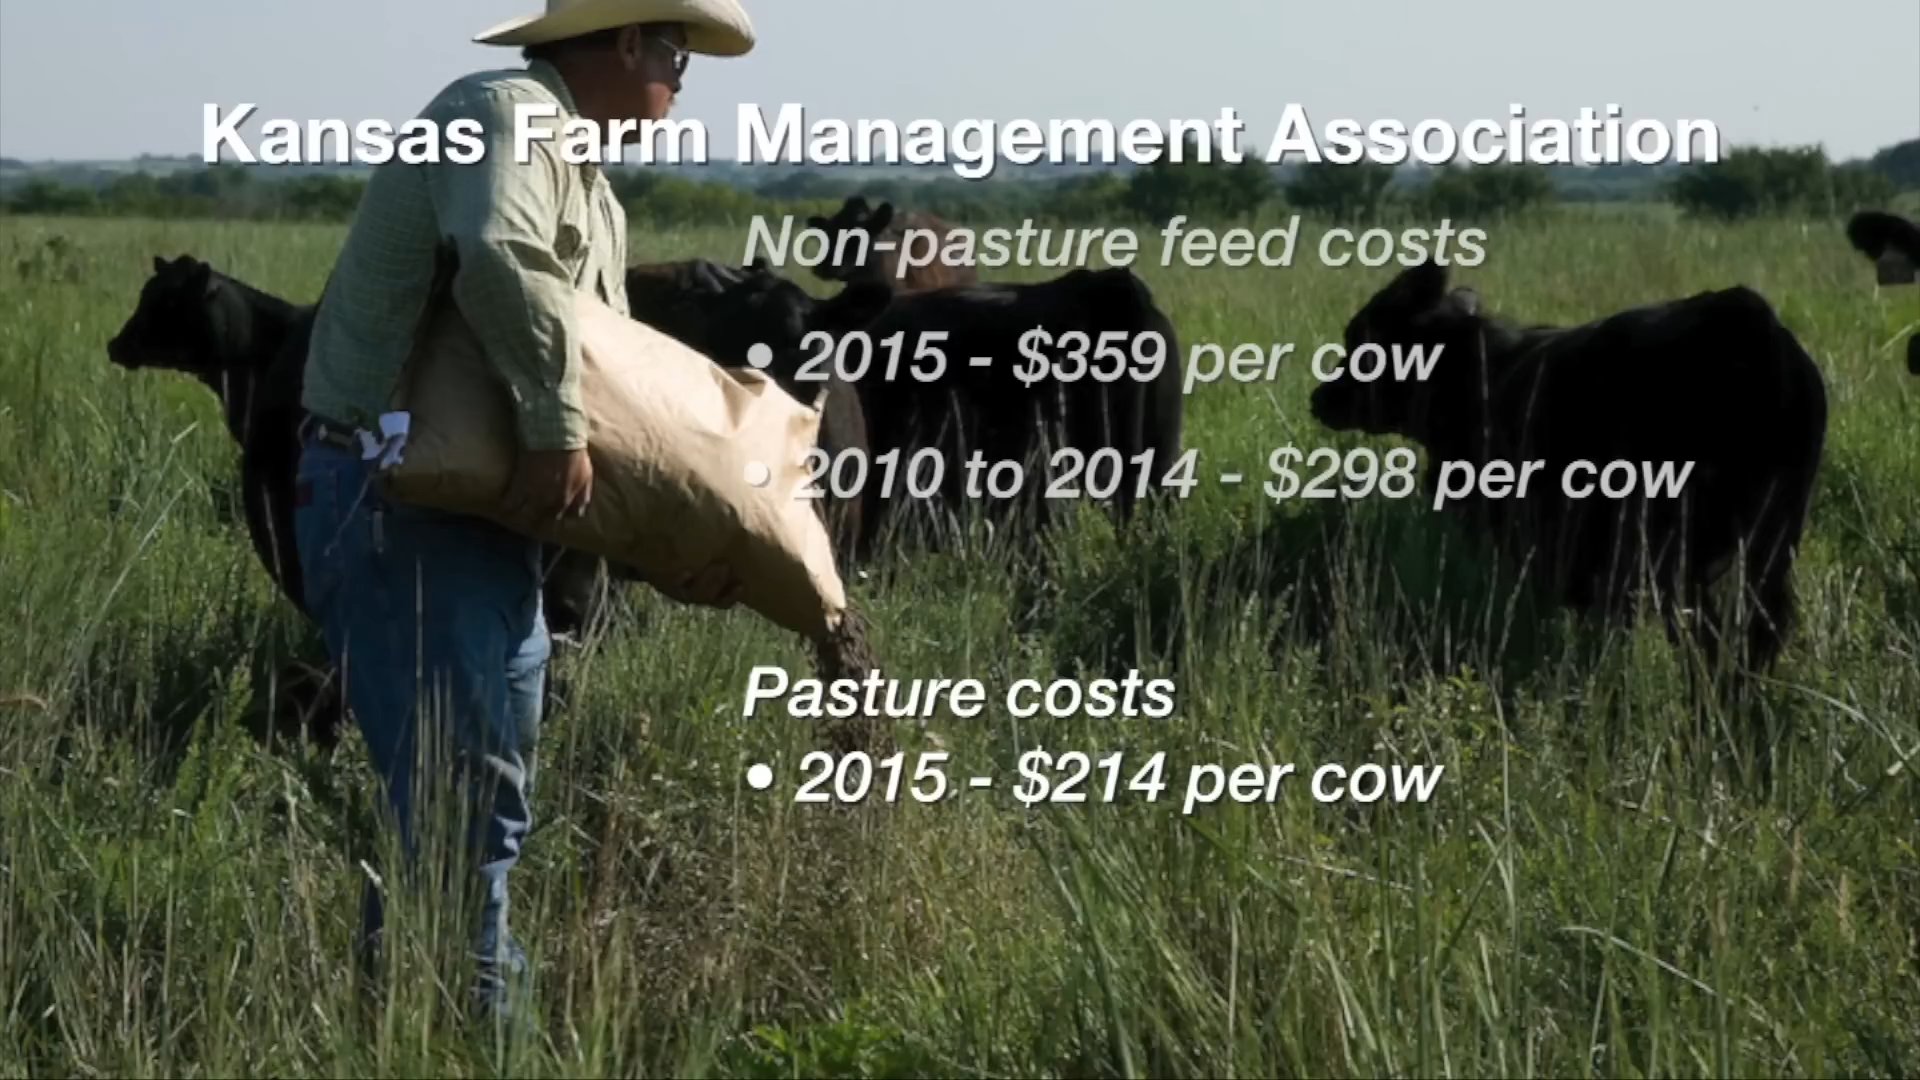 Kansas Farm Management Association
Non-pasture feed costs
• 2015 - $359 per cow
• 2010 to 2014 - $298 per cow
Pasture costs
• 2015 - $214 per cow